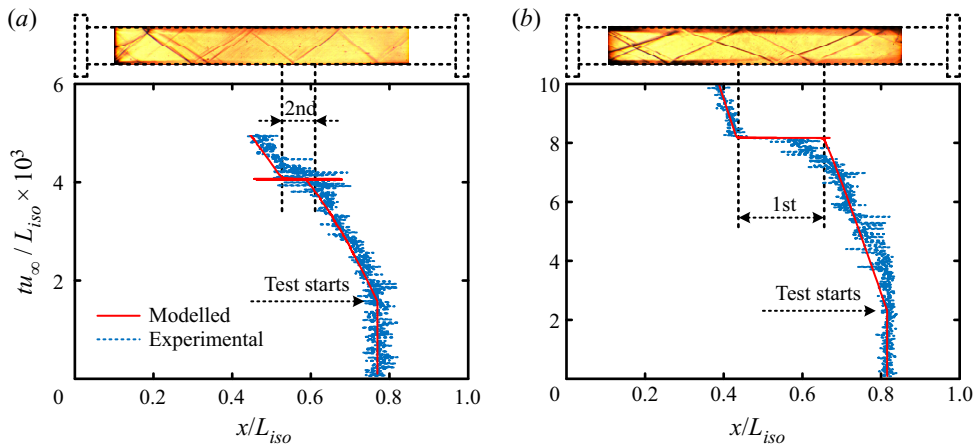 (a)
6
4
2
0
tu∞ / Liso × 10³
2nd
Test starts
Modelled
Experimental
0.2 0.4 0.6 0.8 1.0
x/Liso
(b)
10
8
6
4
2
0
1st
Test starts
0.2 0.4 0.6 0.8 1.0
x/Liso